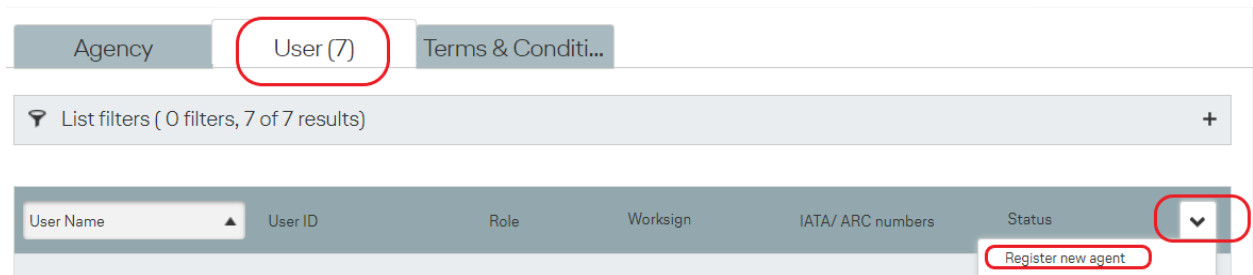 Agency User (7) Terms & Conditi...
List filters ( 0 filters, 7 of 7 results) +
User Name User ID Role Worksign IATA/ ARC numbers Status
Register new agent